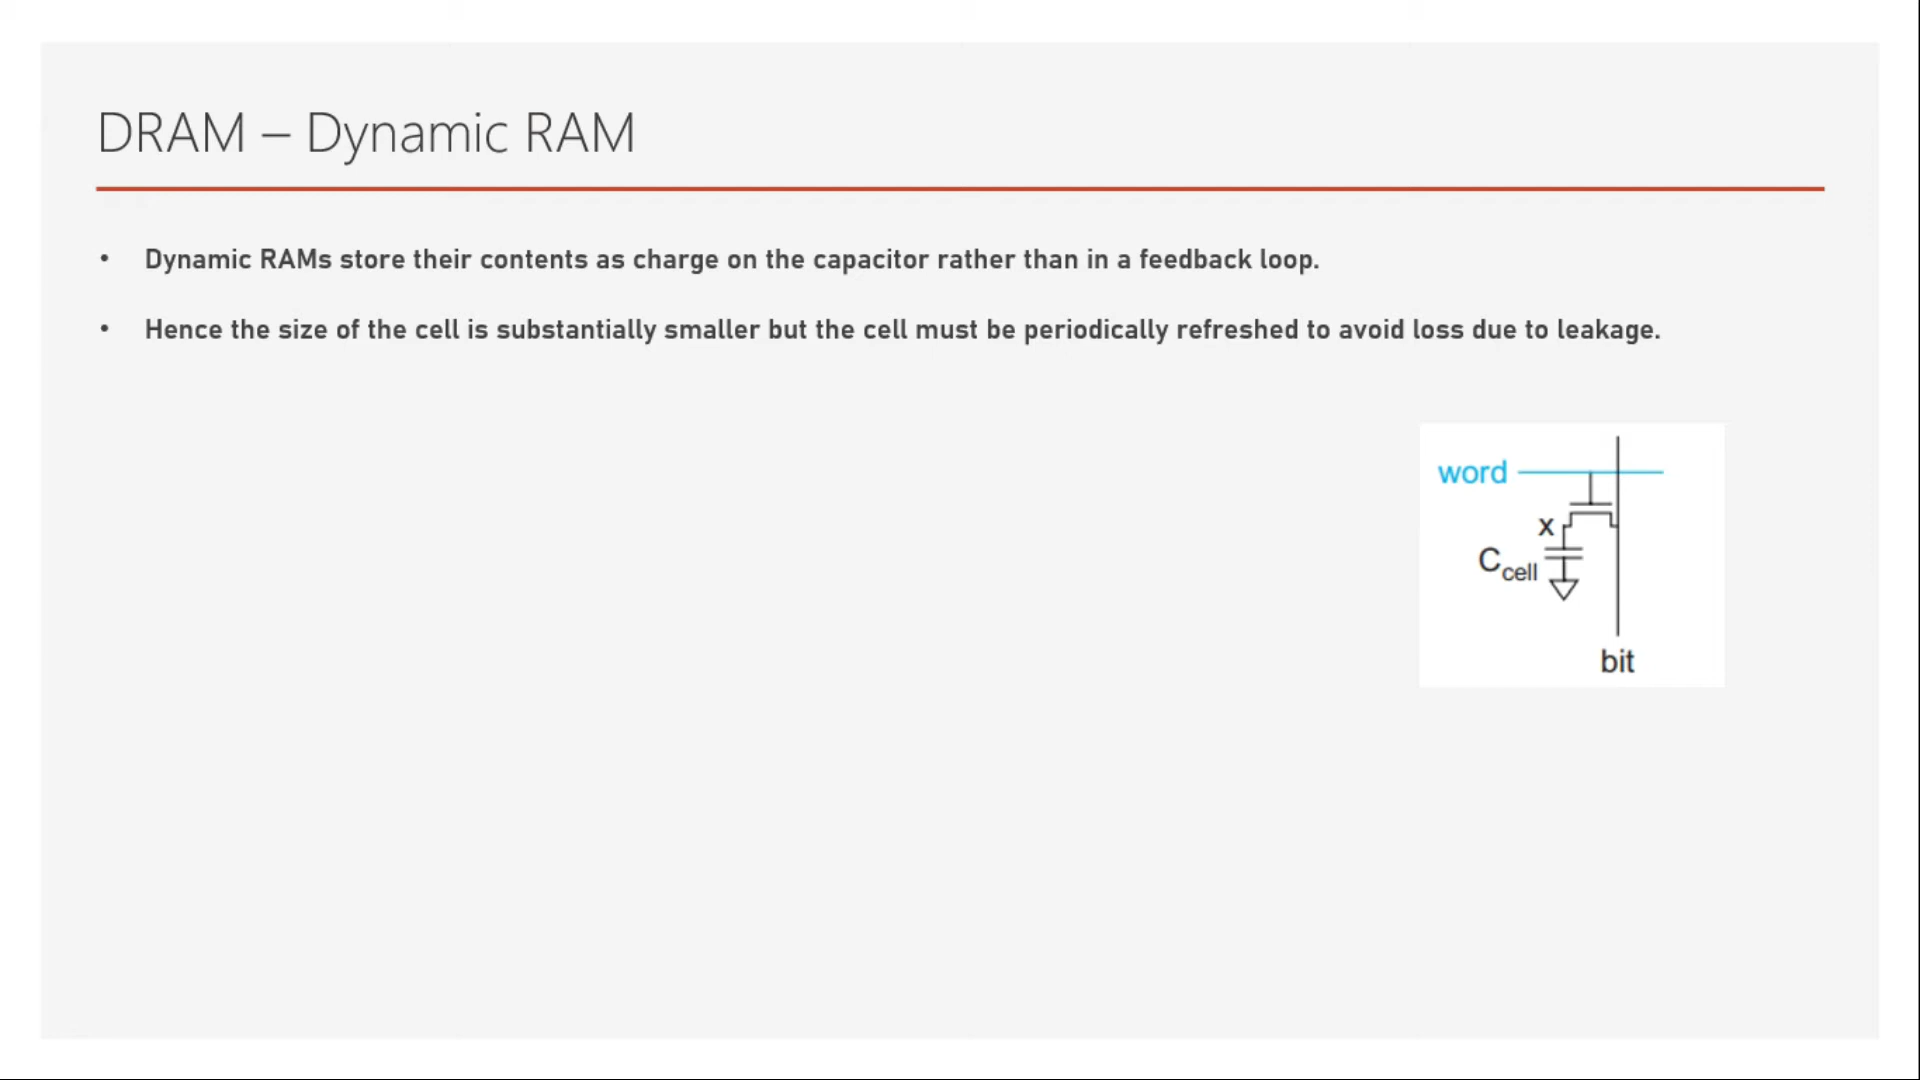 DRAM – Dynamic RAM
• Dynamic RAMs store their contents as charge on the capacitor rather than in a feedback loop.
• Hence the size of the cell is substantially smaller but the cell must be periodically refreshed to avoid loss due to leakage.
word
x
Ccell
bit